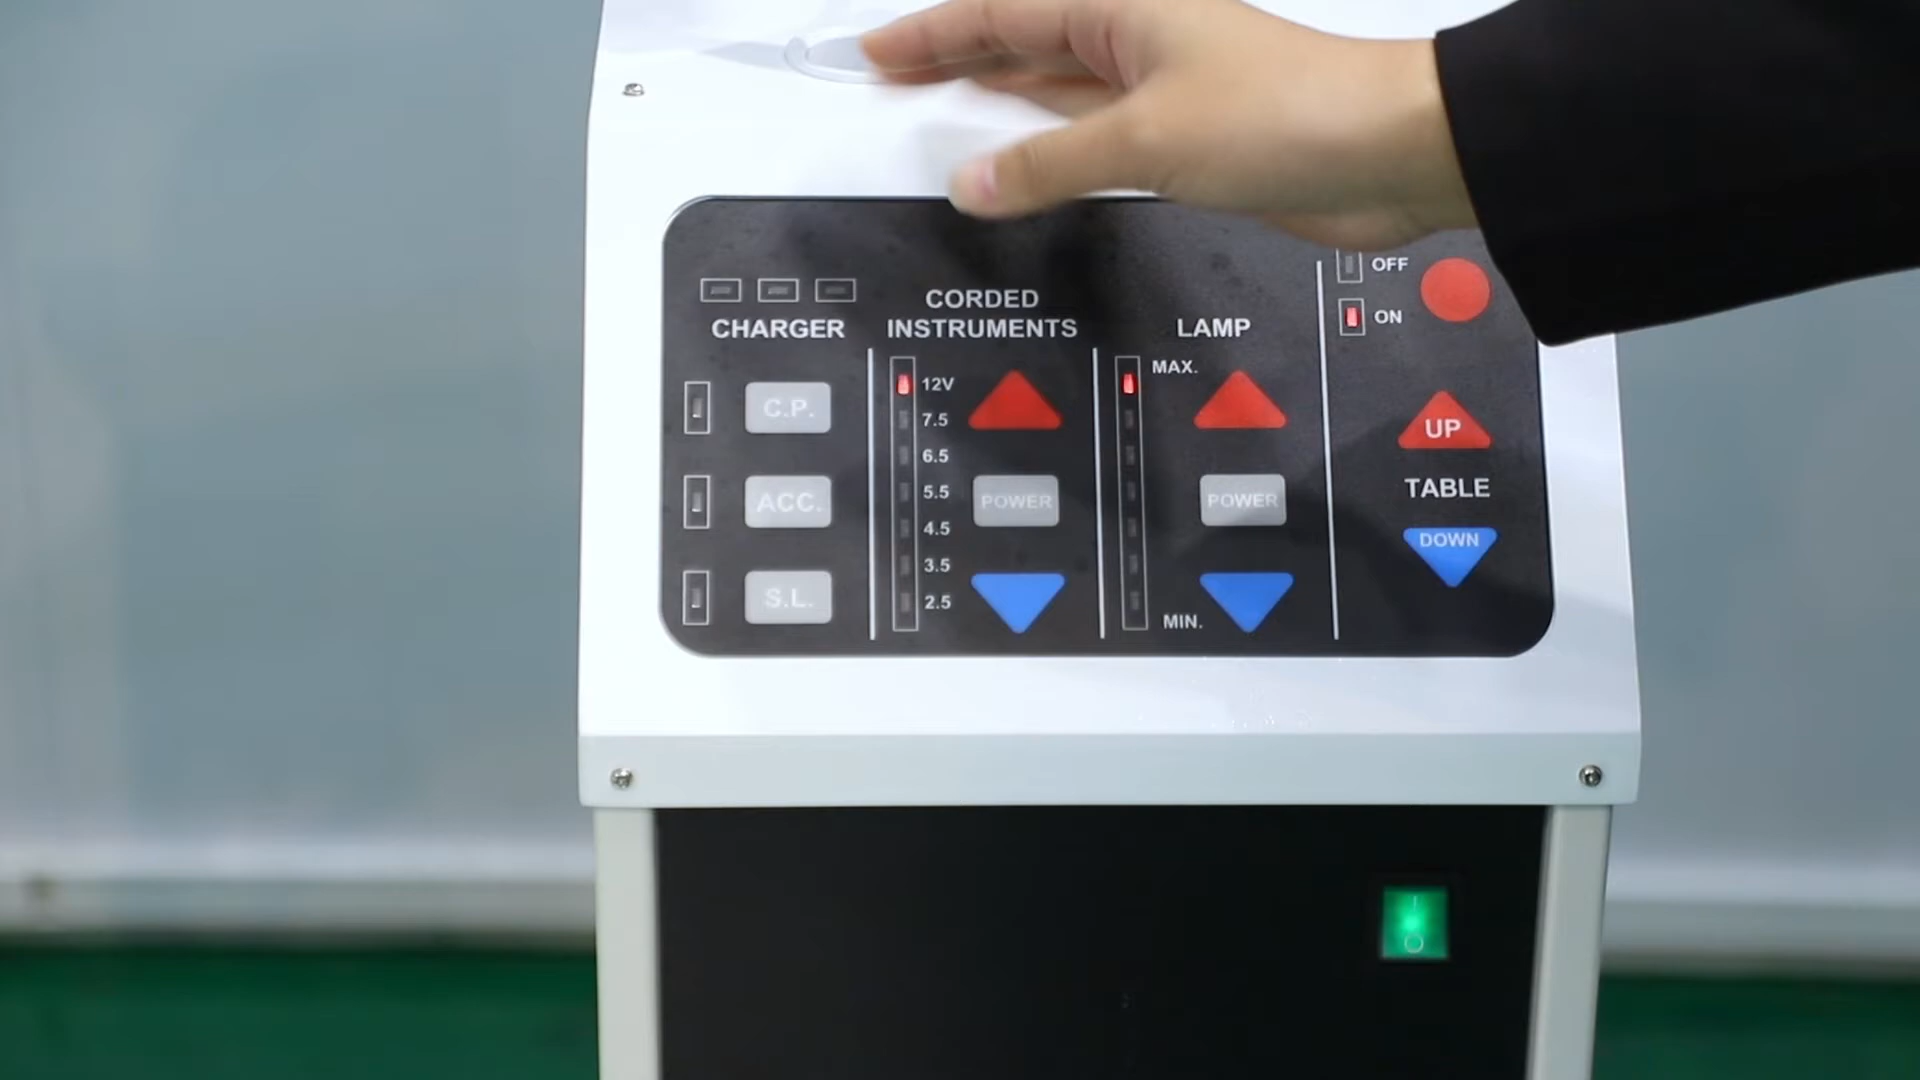 CHARGER
C.P.
ACC.
S.L.
CORDED
INSTRUMENTS
12V
7.5
6.5
5.5
4.5
3.5
2.5
POWER
LAMP
MAX.
POWER
MIN.
OFF
ON
UP
TABLE
DOWN